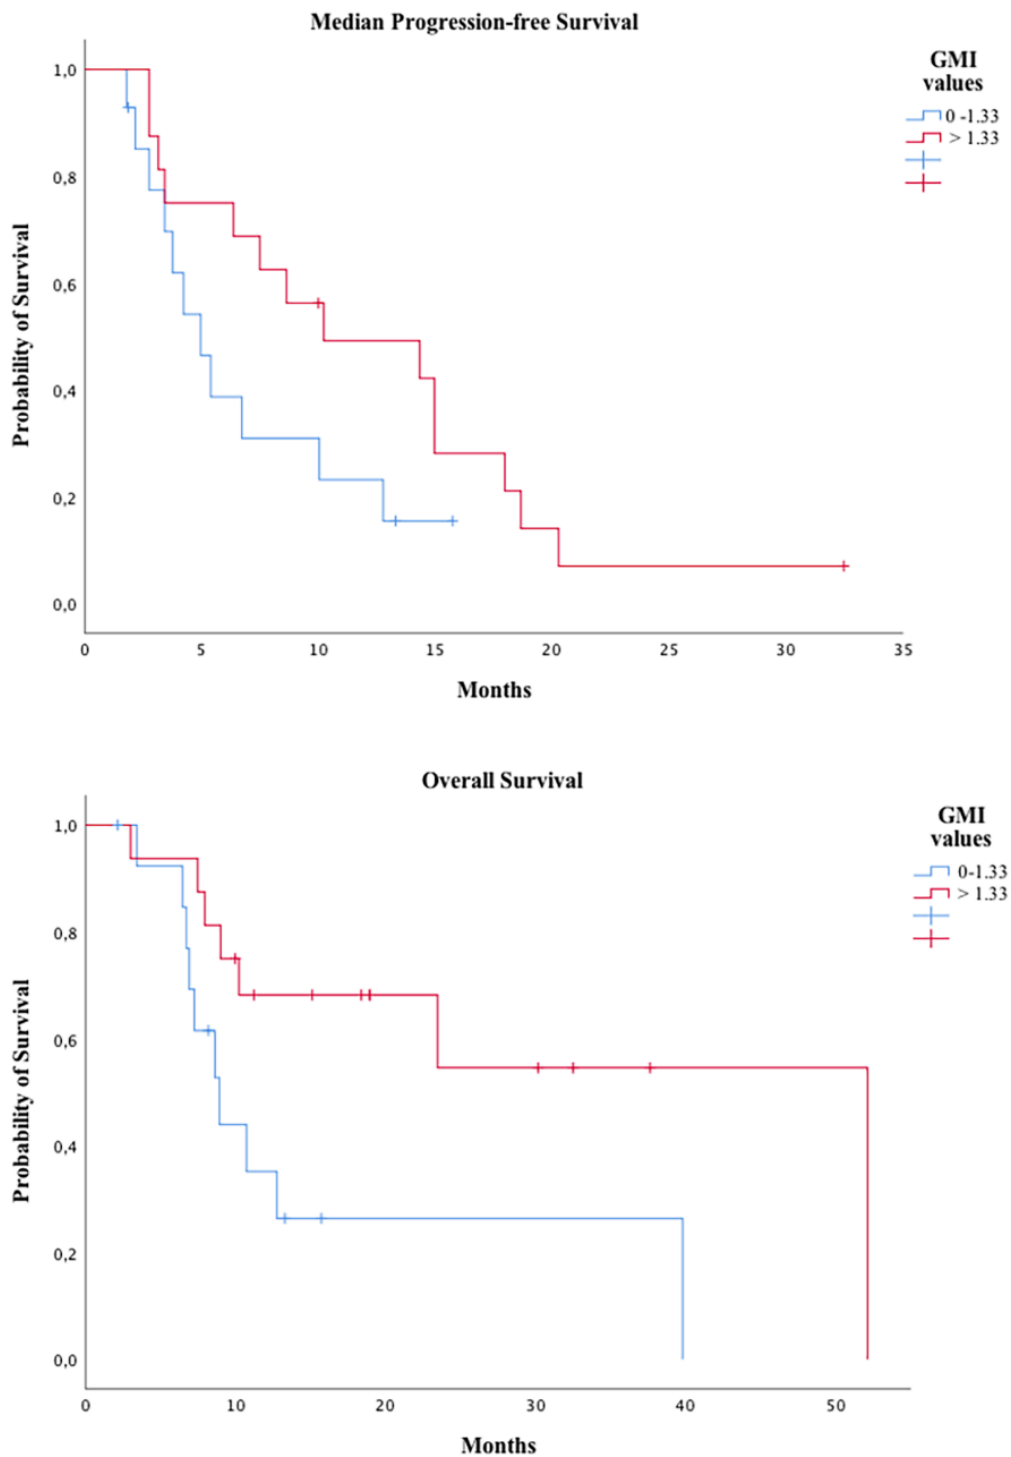 Median Progression-free Survival
GMI
values
0 -1.33
> 1.33
1,0
0,8
0,6
0,4
0,2
0,0
Probability of Survival
0 5 10 15 20 25 30 35
Months
Overall Survival
GMI
values
0-1.33
> 1.33
1,0
0,8
0,6
0,4
0,2
0,0
Probability of Survival
0 10 20 30 40 50
Months